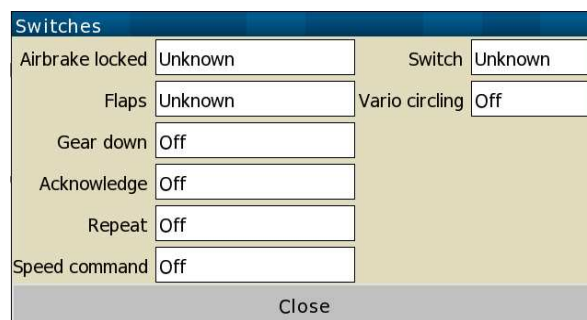 Switches
Airbrake locked Unknown Switch Unknown
Flaps Unknown Vario circling Off
Gear down Off
Acknowledge Off
Repeat Off
Speed command Off
Close